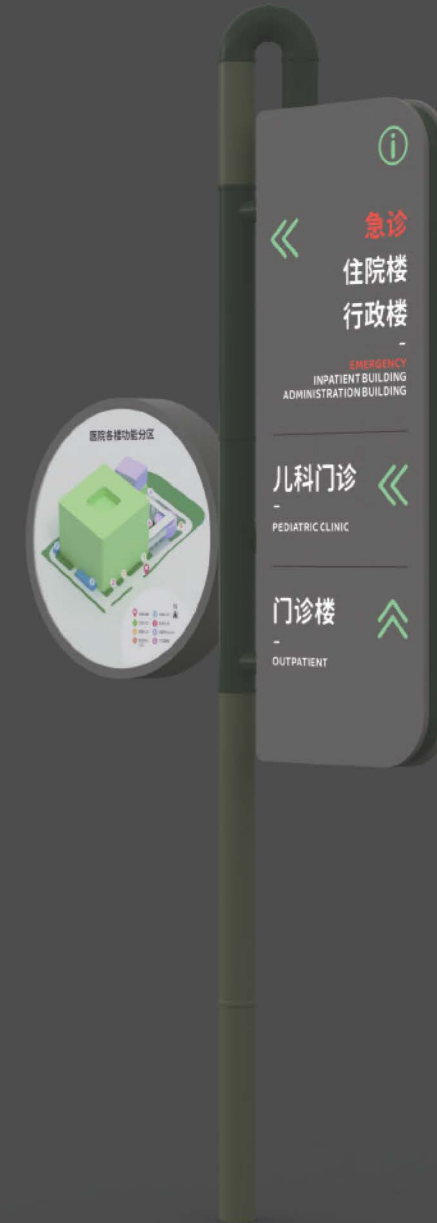 急诊
住院楼
行政楼
EMERGENCY
INPATIENT BUILDING
ADMINISTRATION BUILDING
儿科门诊
PEDIATRIC CLINIC
门诊楼
OUTPATIENT
医院各楼功能分区
N